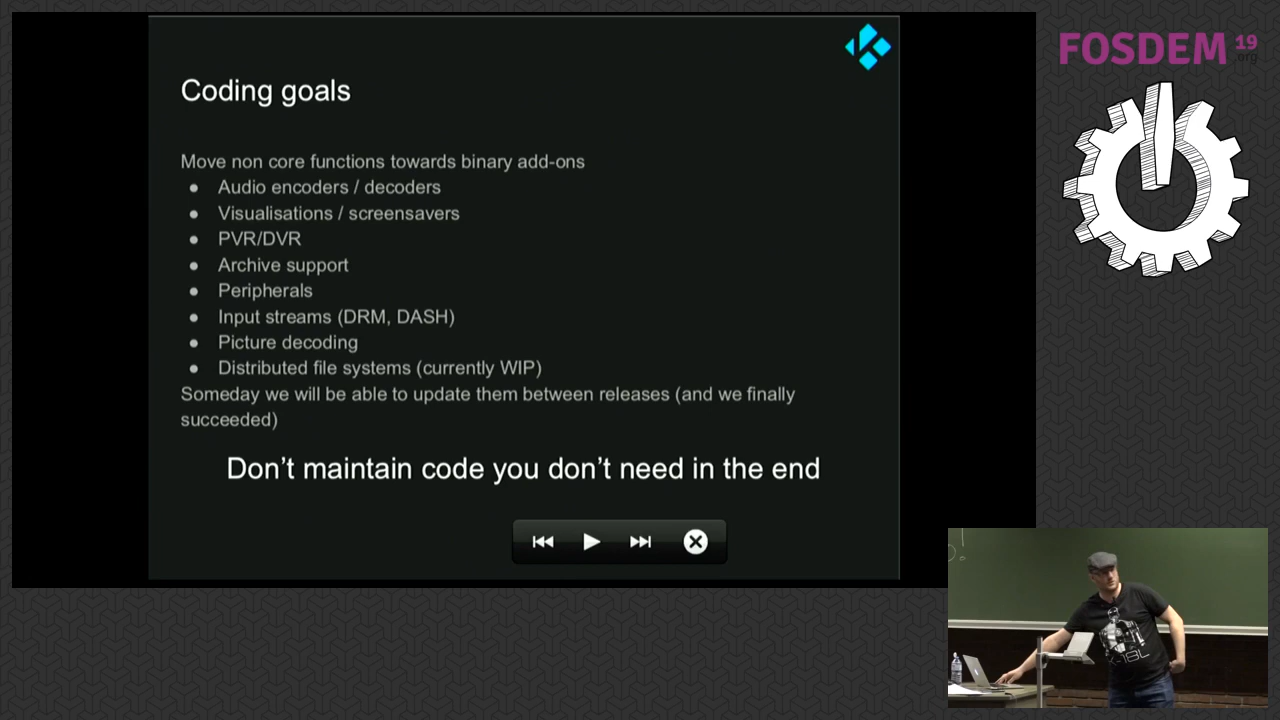 Coding goals
Move non core functions towards binary add-ons
● Audio encoders / decoders
● Visualisations / screensavers
● PVR/DVR
● Archive support
● Peripherals
● Input streams (DRM, DASH)
● Picture decoding
● Distributed file systems (currently WIP)
Someday we will be able to update them between releases (and we finally
succeeded)
Don't maintain code you don't need in the end
FOSDEM 19
.org